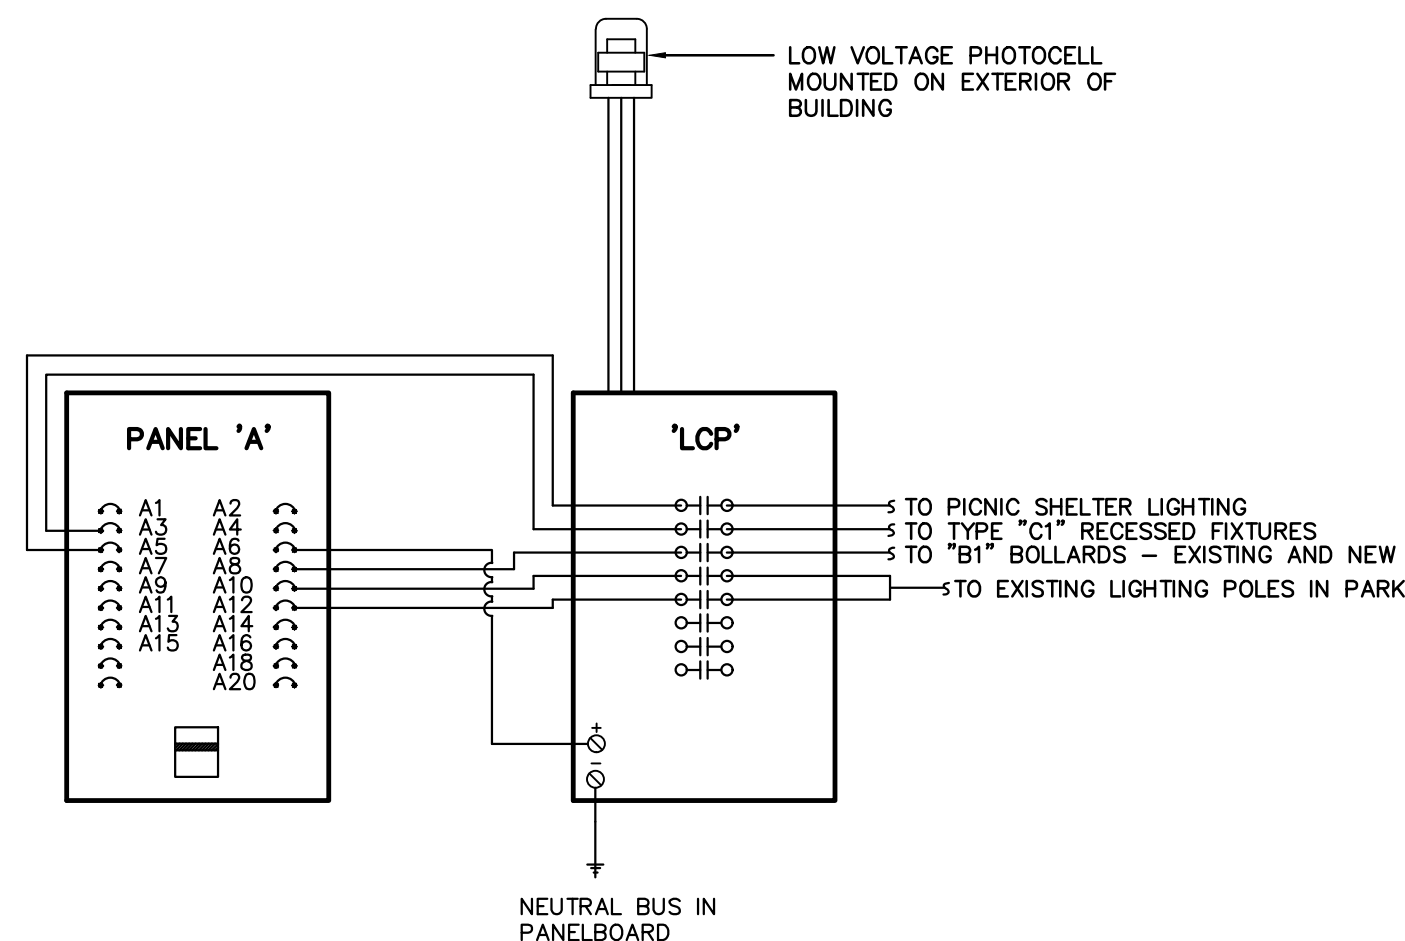 LOW VOLTAGE PHOTOCELL
MOUNTED ON EXTERIOR OF
BUILDING
PANEL 'A'
A1 A2
A3 A4
A5 A6
A7 A8
A9 A10
A11 A12
A13 A14
A15 A16
A18
A20
'LCP'
TO PICNIC SHELTER LIGHTING
TO TYPE "C1" RECESSED FIXTURES
TO "B1" BOLLARDS – EXISTING AND NEW
TO EXISTING LIGHTING POLES IN PARK
+
–
NEUTRAL BUS IN
PANELBOARD